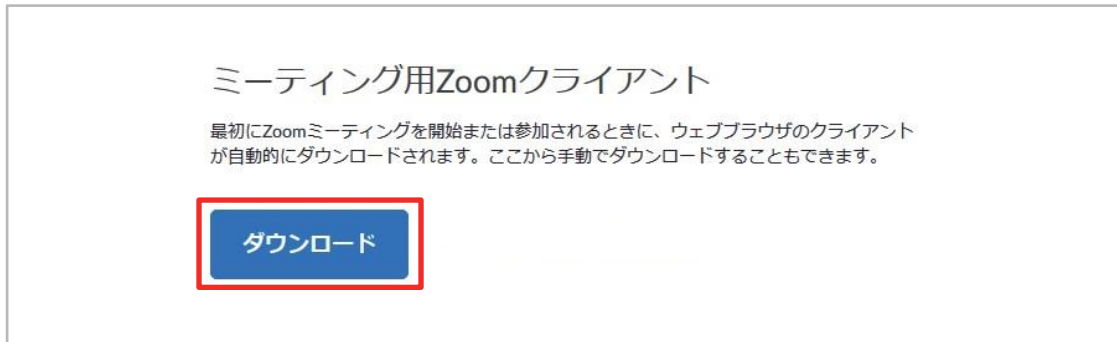 ミーティング用Zoomクライアント
最初にZoomミーティングを開始または参加されるときに、ウェブブラウザのクライアント
が自動的にダウンロードされます。ここから手動でダウンロードすることもできます。
ダウンロード